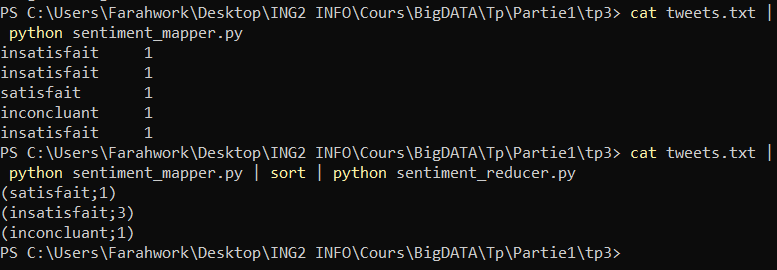 PS C:\Users\Farahwork\Desktop\ING2 INFO\Cours\BigDATA\Tp\Partie1\tp3> cat tweets.txt |
python sentiment_mapper.py
insatisfait 1
insatisfait 1
satisfait 1
inconcluant 1
insatisfait 1
PS C:\Users\Farahwork\Desktop\ING2 INFO\Cours\BigDATA\Tp\Partie1\tp3> cat tweets.txt |
python sentiment_mapper.py | sort | python sentiment_reducer.py
(satisfait;1)
(insatisfait;3)
(inconcluant;1)
PS C:\Users\Farahwork\Desktop\ING2 INFO\Cours\BigDATA\Tp\Partie1\tp3>